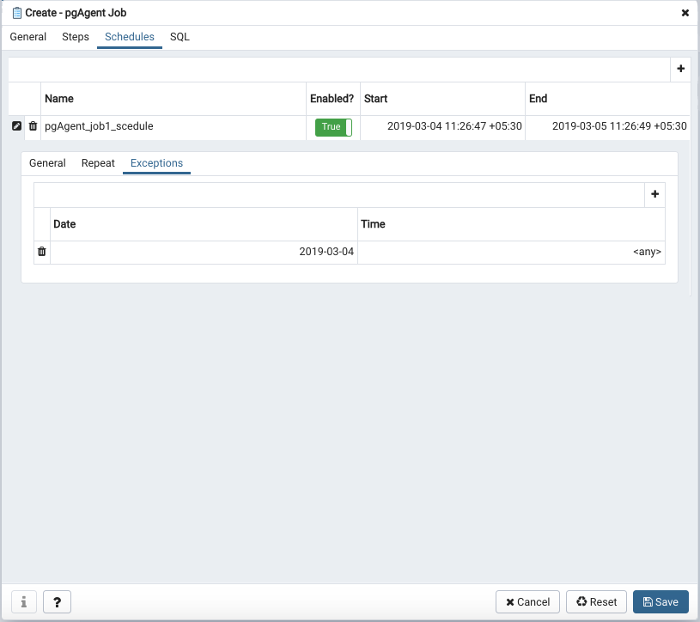 Create - pgAgent Job
General Steps Schedules SQL
Name Enabled? Start End
pgAgent_job1_scedule True 2019-03-04 11:26:47 +05:30 2019-03-05 11:26:49 +05:30
General Repeat Exceptions
Date Time
2019-03-04 <any>
i ? Cancel Reset Save